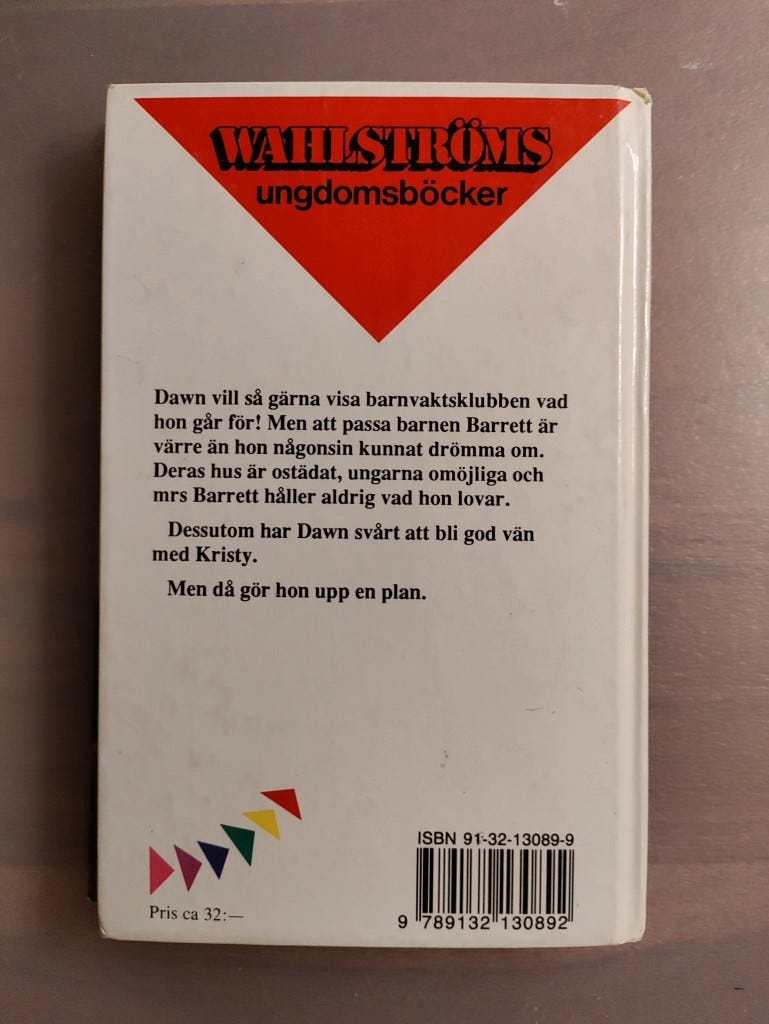 WAHLSTRÖMS
ungdomsböcker
Dawn vill så gärna visa barnvaktsklubben vad
hon går för! Men att passa barnen Barrett är
värre än hon någonsin kunnat drömma om.
Deras hus är ostädat, ungarna omöjliga och
mrs Barrett håller aldrig vad hon lovar.
Dessutom har Dawn svårt att bli god vän
med Kristy.
Men då gör hon upp en plan.
ISBN 91-32-13089-9
Pris ca 32:—
9 789132 130892